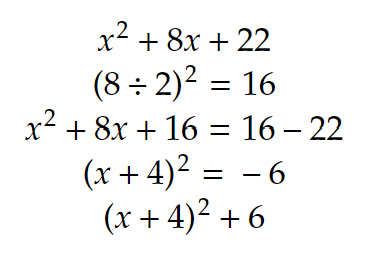 x² + 8x + 22
(8 ÷ 2)² = 16
x² + 8x + 16 = 16 – 22
(x + 4)² = – 6
(x + 4)² + 6